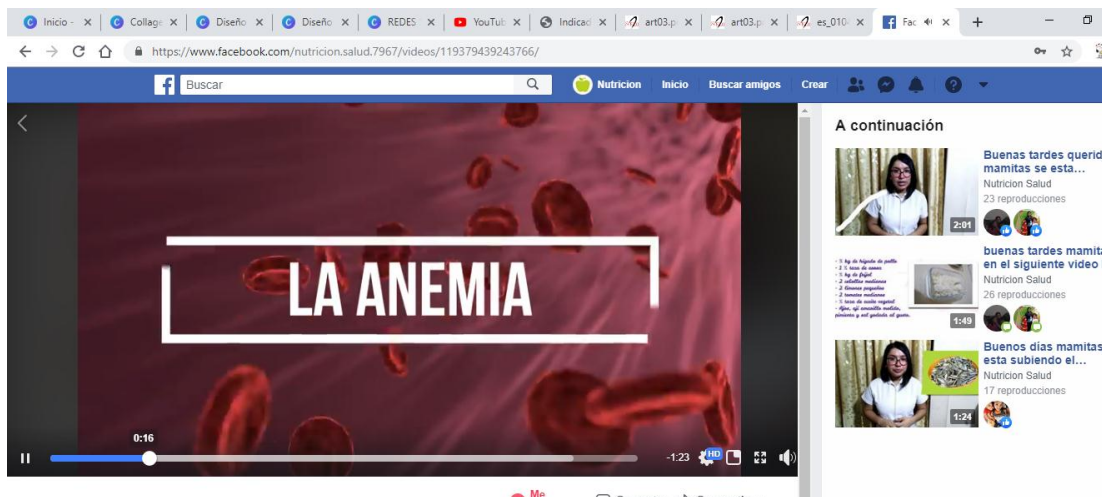 Inicio -
Collage
Diseño
Diseño
REDES
YouTub
Indicad
art03.p
art03.p
es_010
Fac
https://www.facebook.com/nutricion.salud.7967/videos/119379439243766/
Buscar
Nutricion
Inicio
Buscar amigos
Crear
LA ANEMIA
0:16
-1:23
HD
Me
A continuación
Buenas tardes querid
mamitas se esta...
Nutricion Salud
23 reproducciones
2:01
buenas tardes mamita
en el siguiente video
Nutricion Salud
26 reproducciones
1:49
Buenos días mamitas
esta subiendo el...
Nutricion Salud
17 reproducciones
1:24